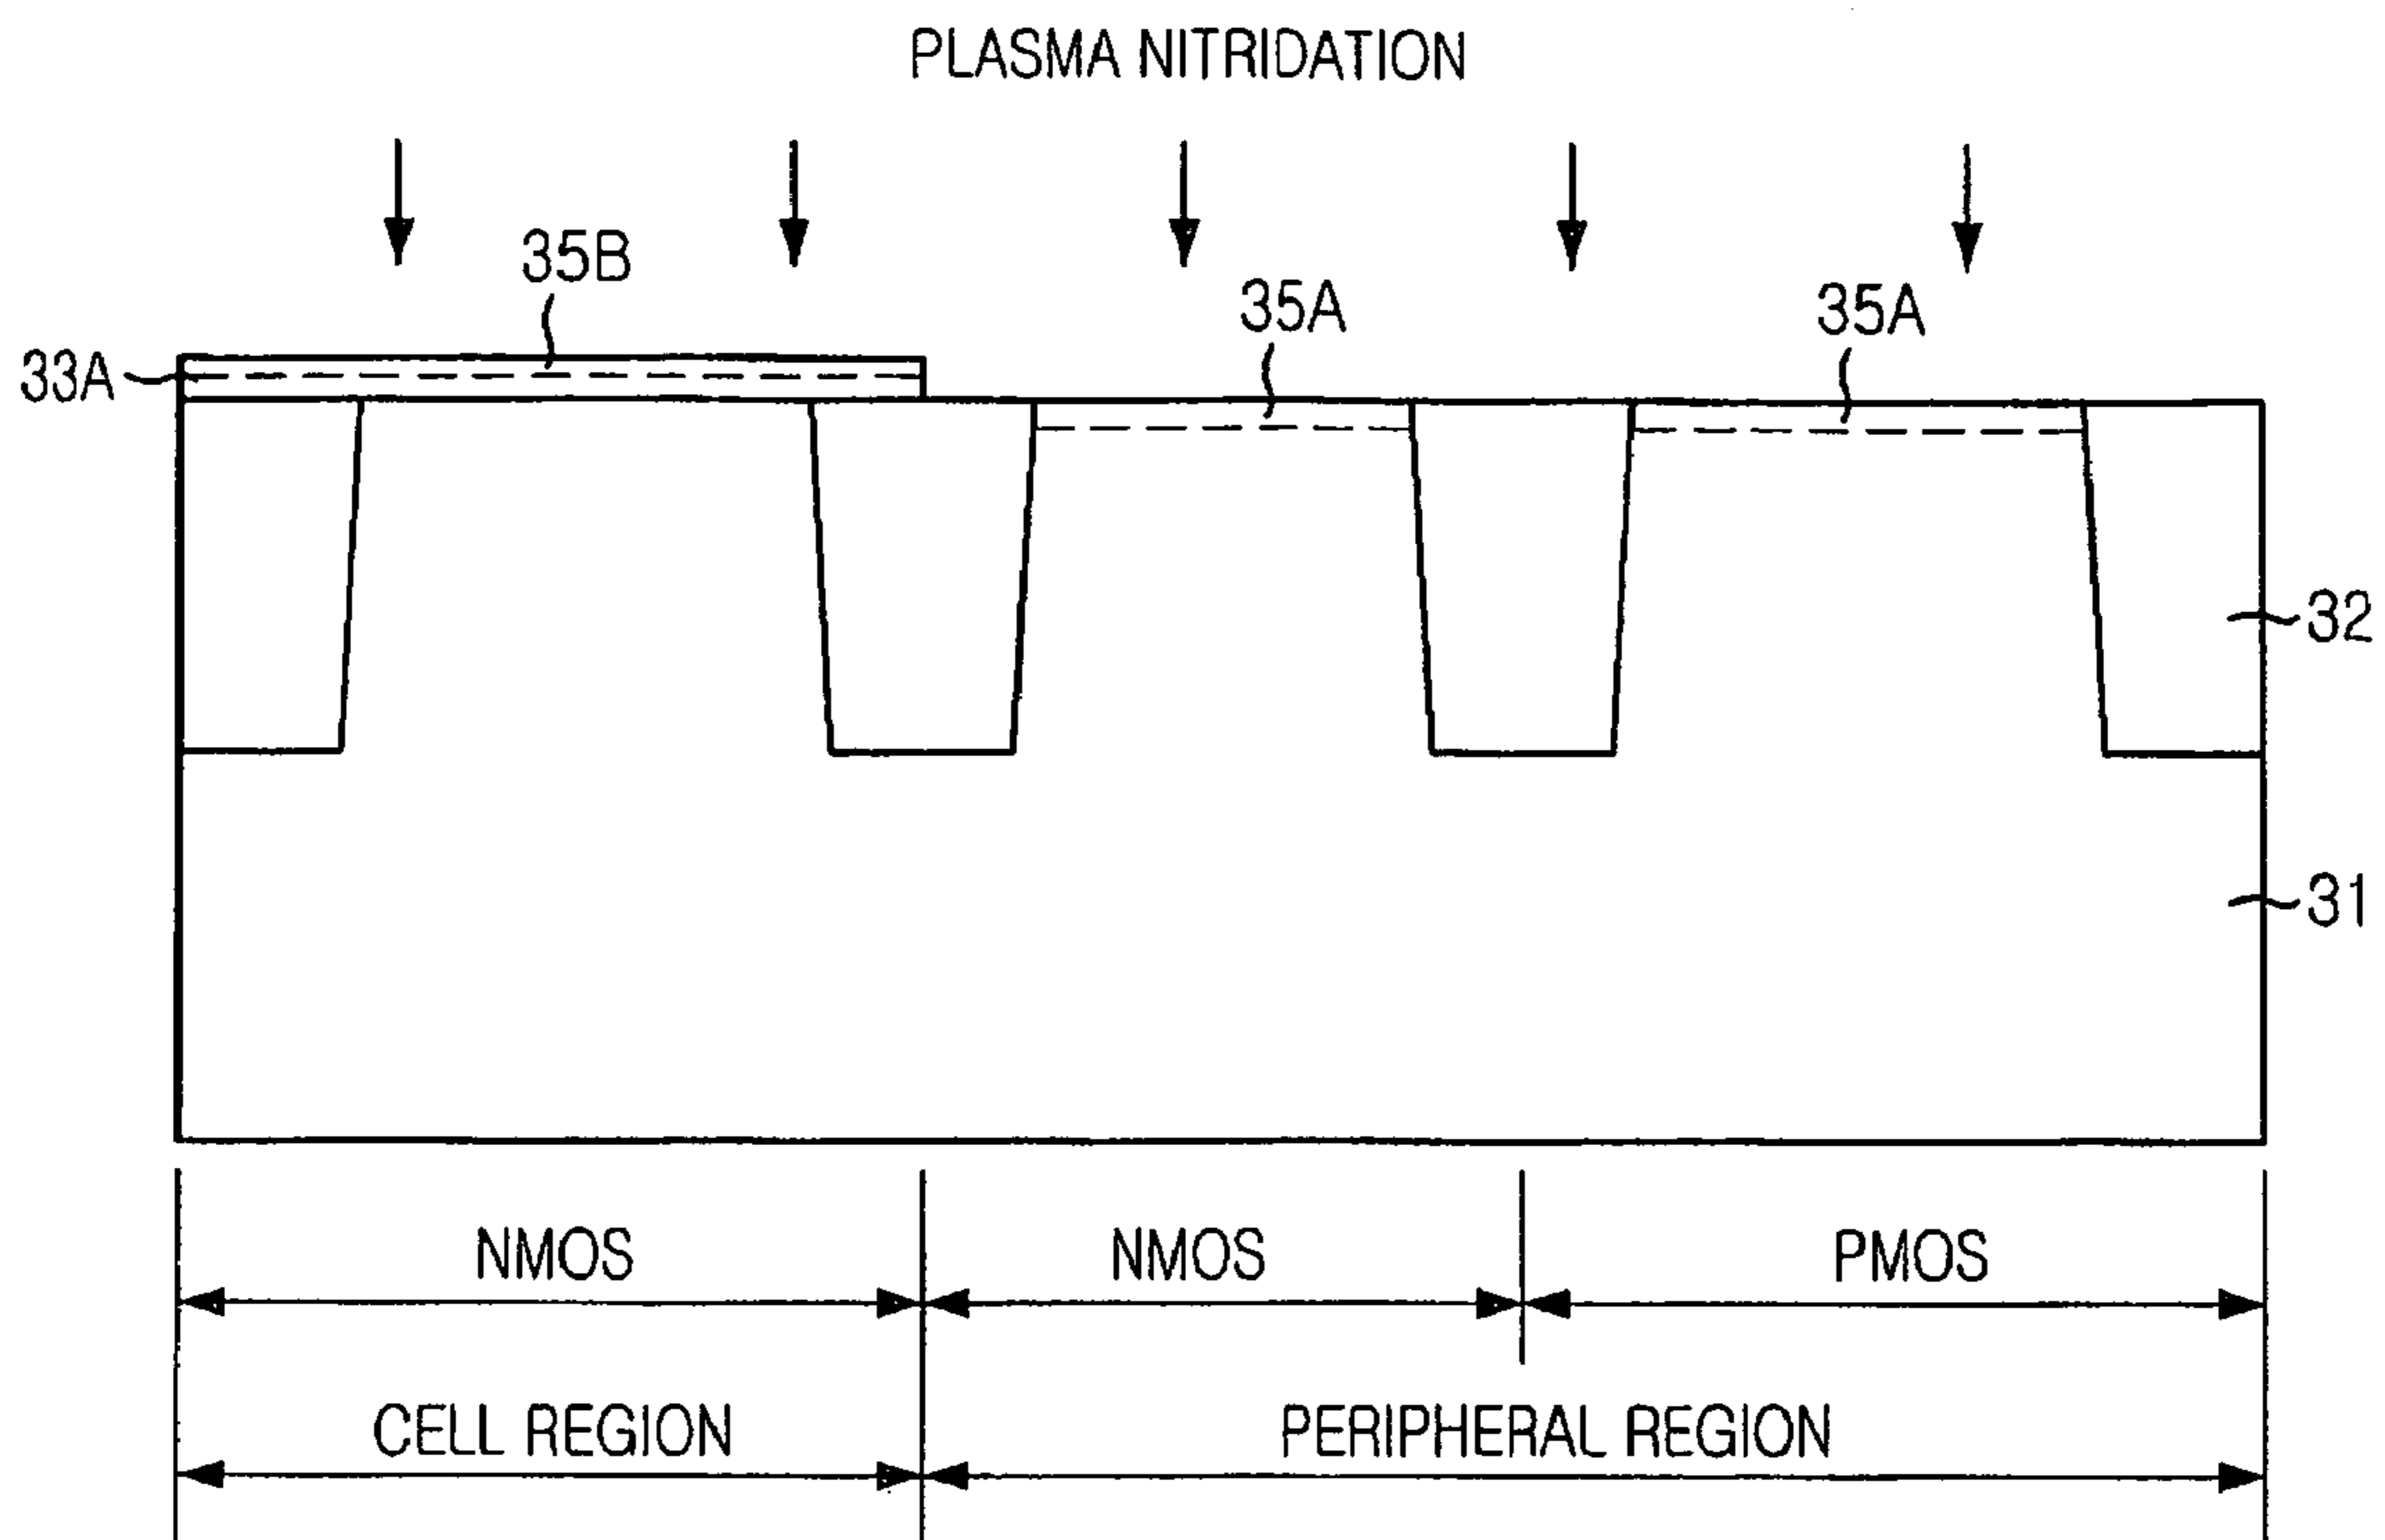 PLASMA NITRIDATION
35B
35A
35A
33A
32
31
NMOS
NMOS
PMOS
CELL REGION
PERIPHERAL REGION